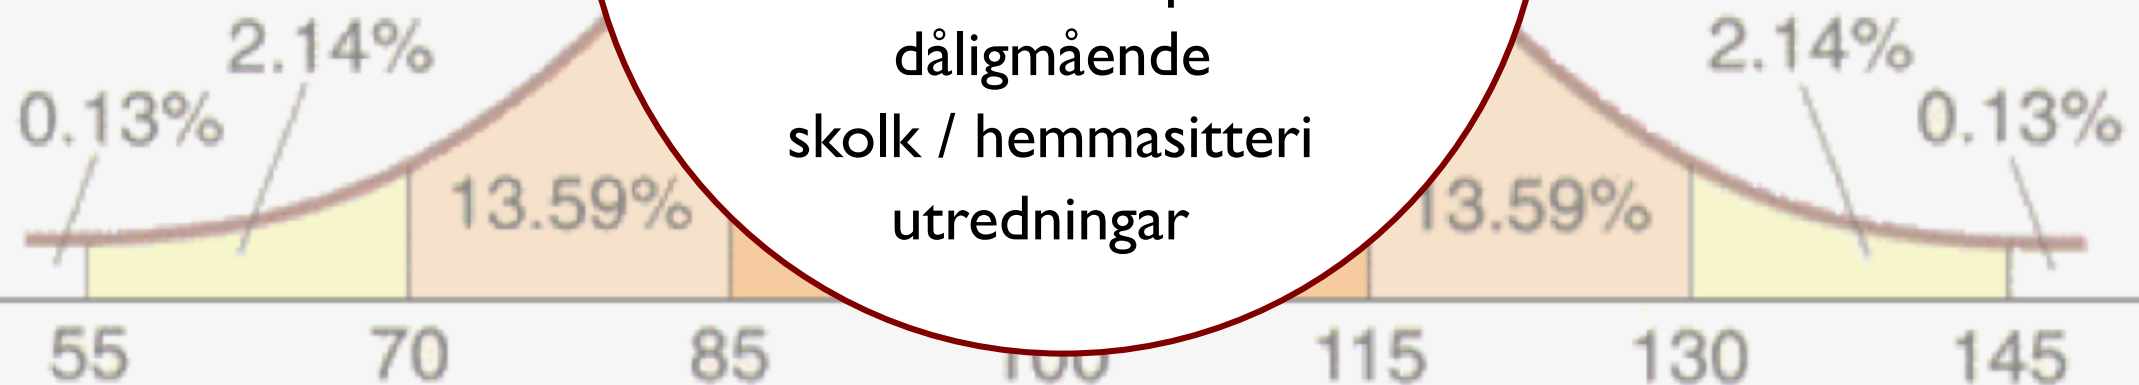 2.14%
2.14%
0.13%
0.13%
dåligmående
skolk / hemmasitteri
utredningar
13.59%
13.59%
55 70 85 100 115 130 145